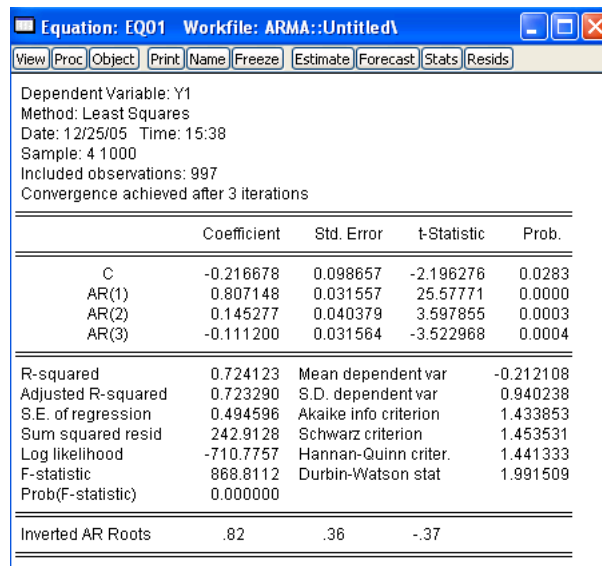 Equation: EQ01 Workfile: ARMA::Untitled\
View Proc Object Print Name Freeze Estimate Forecast Stats Resids
Dependent Variable: Y1
Method: Least Squares
Date: 12/25/05 Time: 15:38
Sample: 4 1000
Included observations: 997
Convergence achieved after 3 iterations
Coefficient Std. Error t-Statistic Prob.
C -0.216678 0.098657 -2.196276 0.0283
AR(1) 0.807148 0.031557 25.57771 0.0000
AR(2) 0.145277 0.040379 3.597855 0.0003
AR(3) -0.111200 0.031564 -3.522968 0.0004
R-squared 0.724123 Mean dependent var -0.212108
Adjusted R-squared 0.723290 S.D. dependent var 0.940238
S.E. of regression 0.494596 Akaike info criterion 1.433853
Sum squared resid 242.9128 Schwarz criterion 1.453531
Log likelihood -710.7757 Hannan-Quinn criter. 1.441333
F-statistic 868.8112 Durbin-Watson stat 1.991509
Prob(F-statistic) 0.000000
Inverted AR Roots .82 .36 -.37